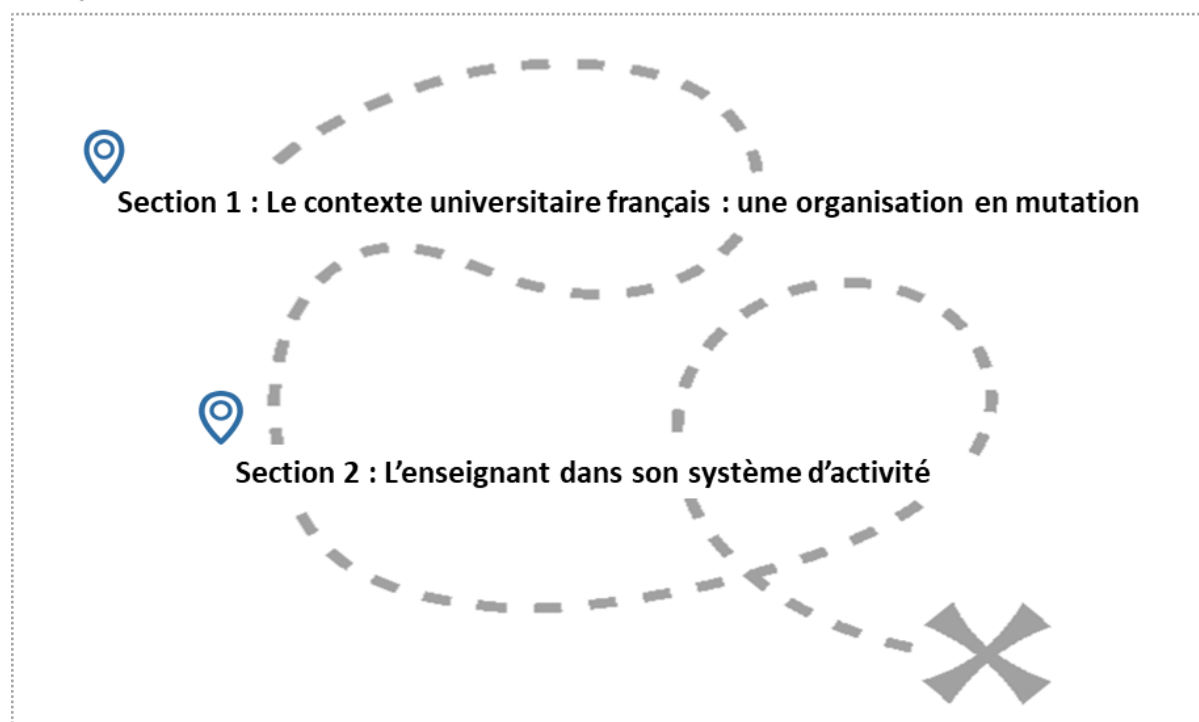 Section 1 : Le contexte universitaire français : une organisation en mutation
Section 2 : L’enseignant dans son système d’activité